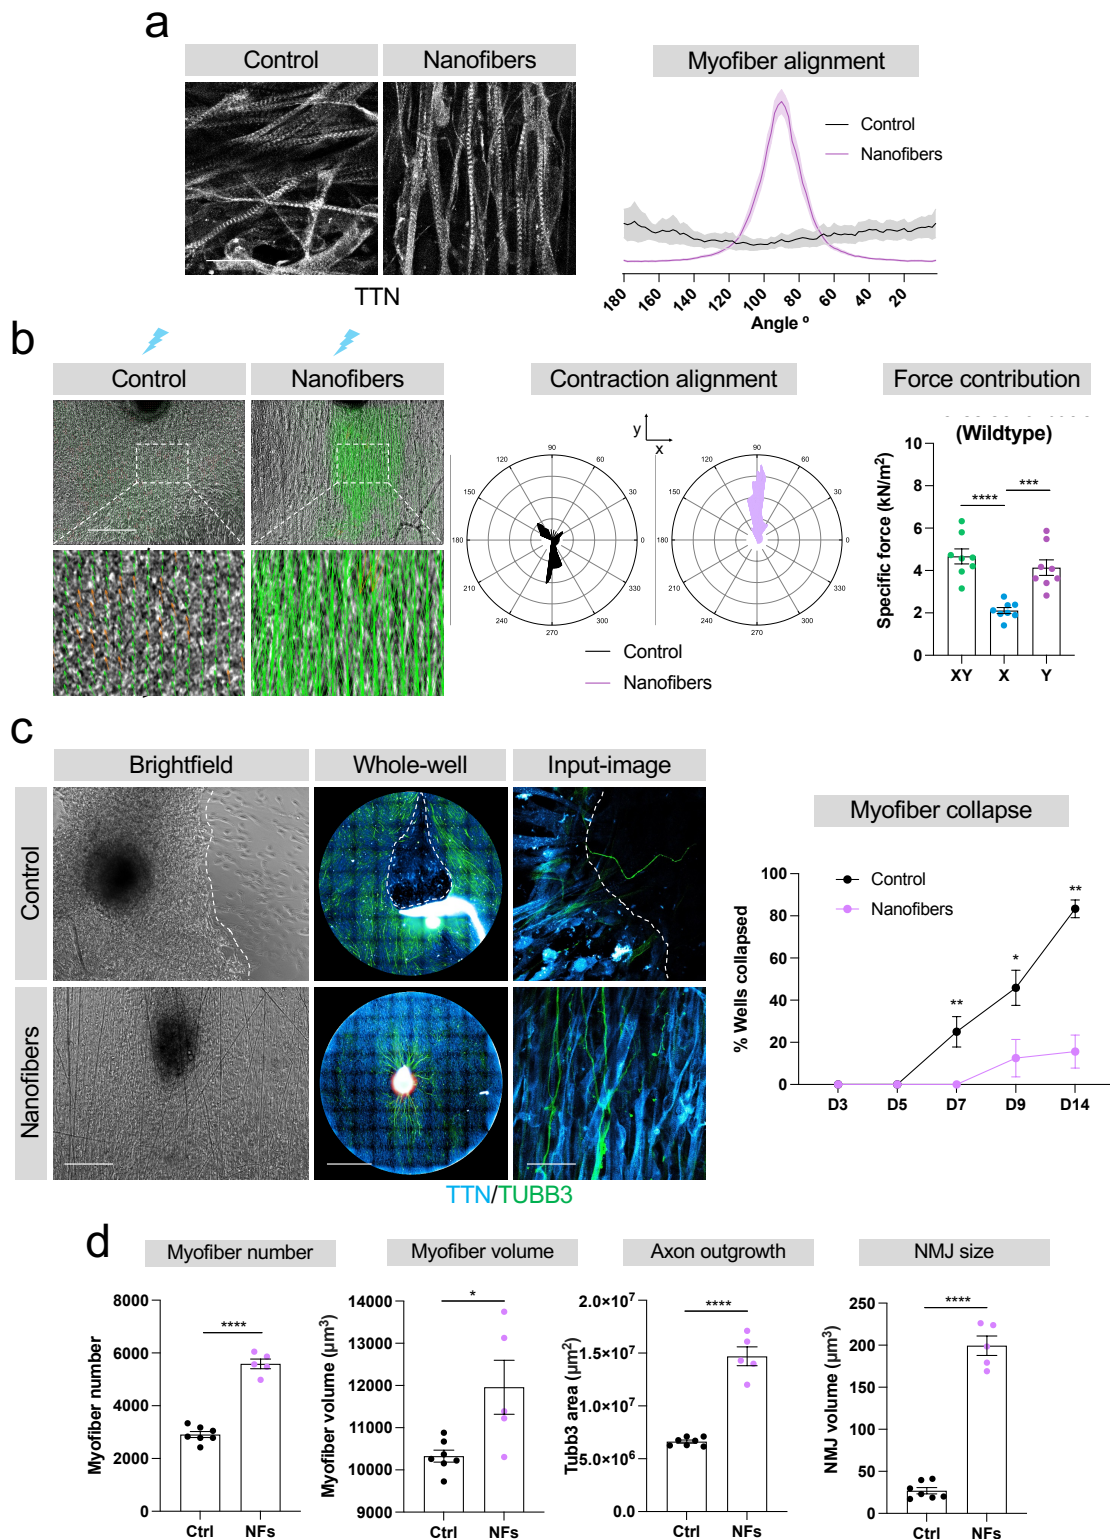 a
Control
Nanofibers
Myofiber alignment
Control
Nanofibers
TTN
180
160
140
120
100
80
60
40
20
Angle º
b
Control
Nanofibers
Contraction alignment
Force contribution
y
x
90
120
60
150
30
180
0
210
330
240
300
270
90
120
60
150
30
180
0
210
330
240
300
270
Control
Nanofibers
(Wildtype)
Specific force (kN/m²)
10
8
6
4
2
0
****
***
XY
X
Y
c
Brightfield
Whole-well
Input-image
Control
Nanofibers
TTN/TUBB3
Myofiber collapse
Control
Nanofibers
% Wells collapsed
100
80
60
40
20
0
**
*
**
D3
D5
D7
D9
D14
d
Myofiber number
Myofiber volume
Axon outgrowth
NMJ size
Myofiber number
8000
6000
4000
2000
0
****
Ctrl
NFs
Myofiber volume (µm³)
14000
13000
12000
11000
10000
9000
*
Ctrl
NFs
Tubb3 area (µm²)
2.0×10⁷
1.5×10⁷
1.0×10⁷
5.0×10⁶
0.0
****
Ctrl
NFs
NMJ volume (µm³)
250
200
150
100
50
0
****
Ctrl
NFs